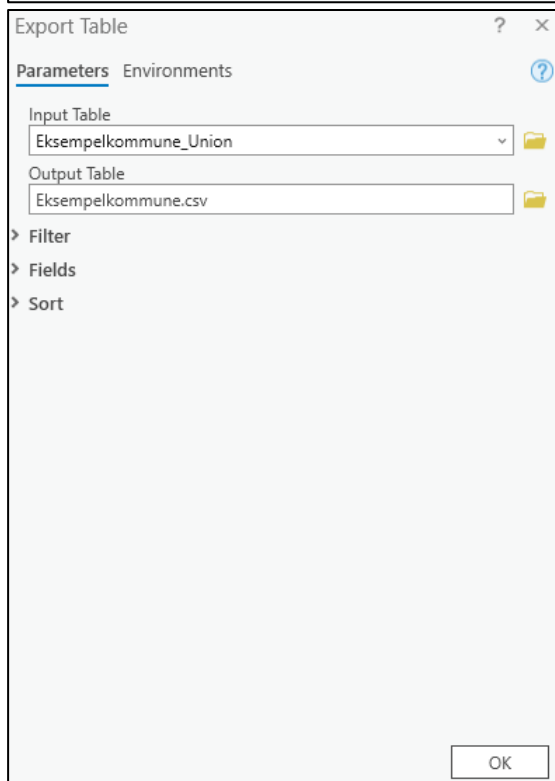 Export Table ? ×
Parameters Environments ?
Input Table
Eksempelkommune_Union
Output Table
Eksempelkommune.csv
> Filter
> Fields
> Sort
OK